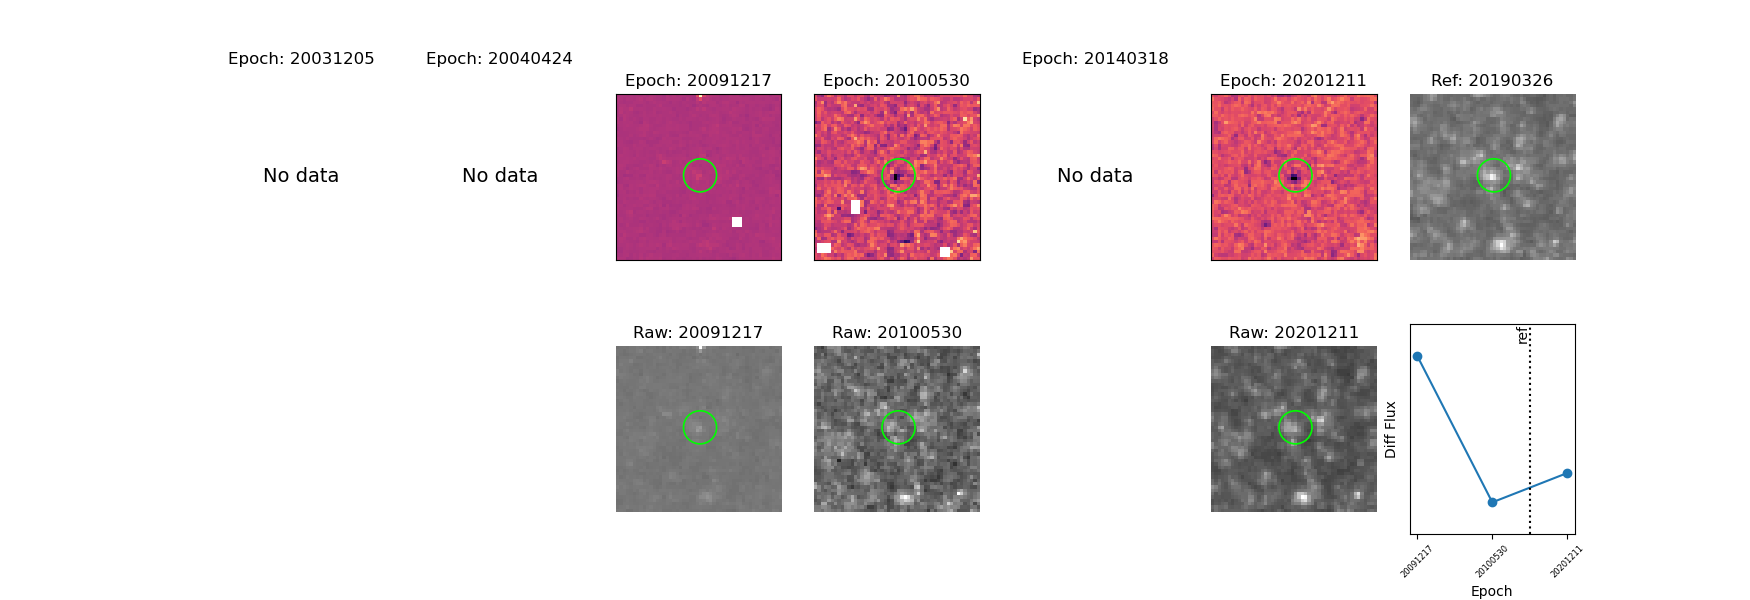 Epoch: 20031205
Epoch: 20040424
Epoch: 20091217
Epoch: 20100530
Epoch: 20140318
Epoch: 20201211
Ref: 20190326
No data
No data
No data
Raw: 20091217
Raw: 20100530
Raw: 20201211
ref
Diff Flux
20091217
20100530
20201211
Epoch